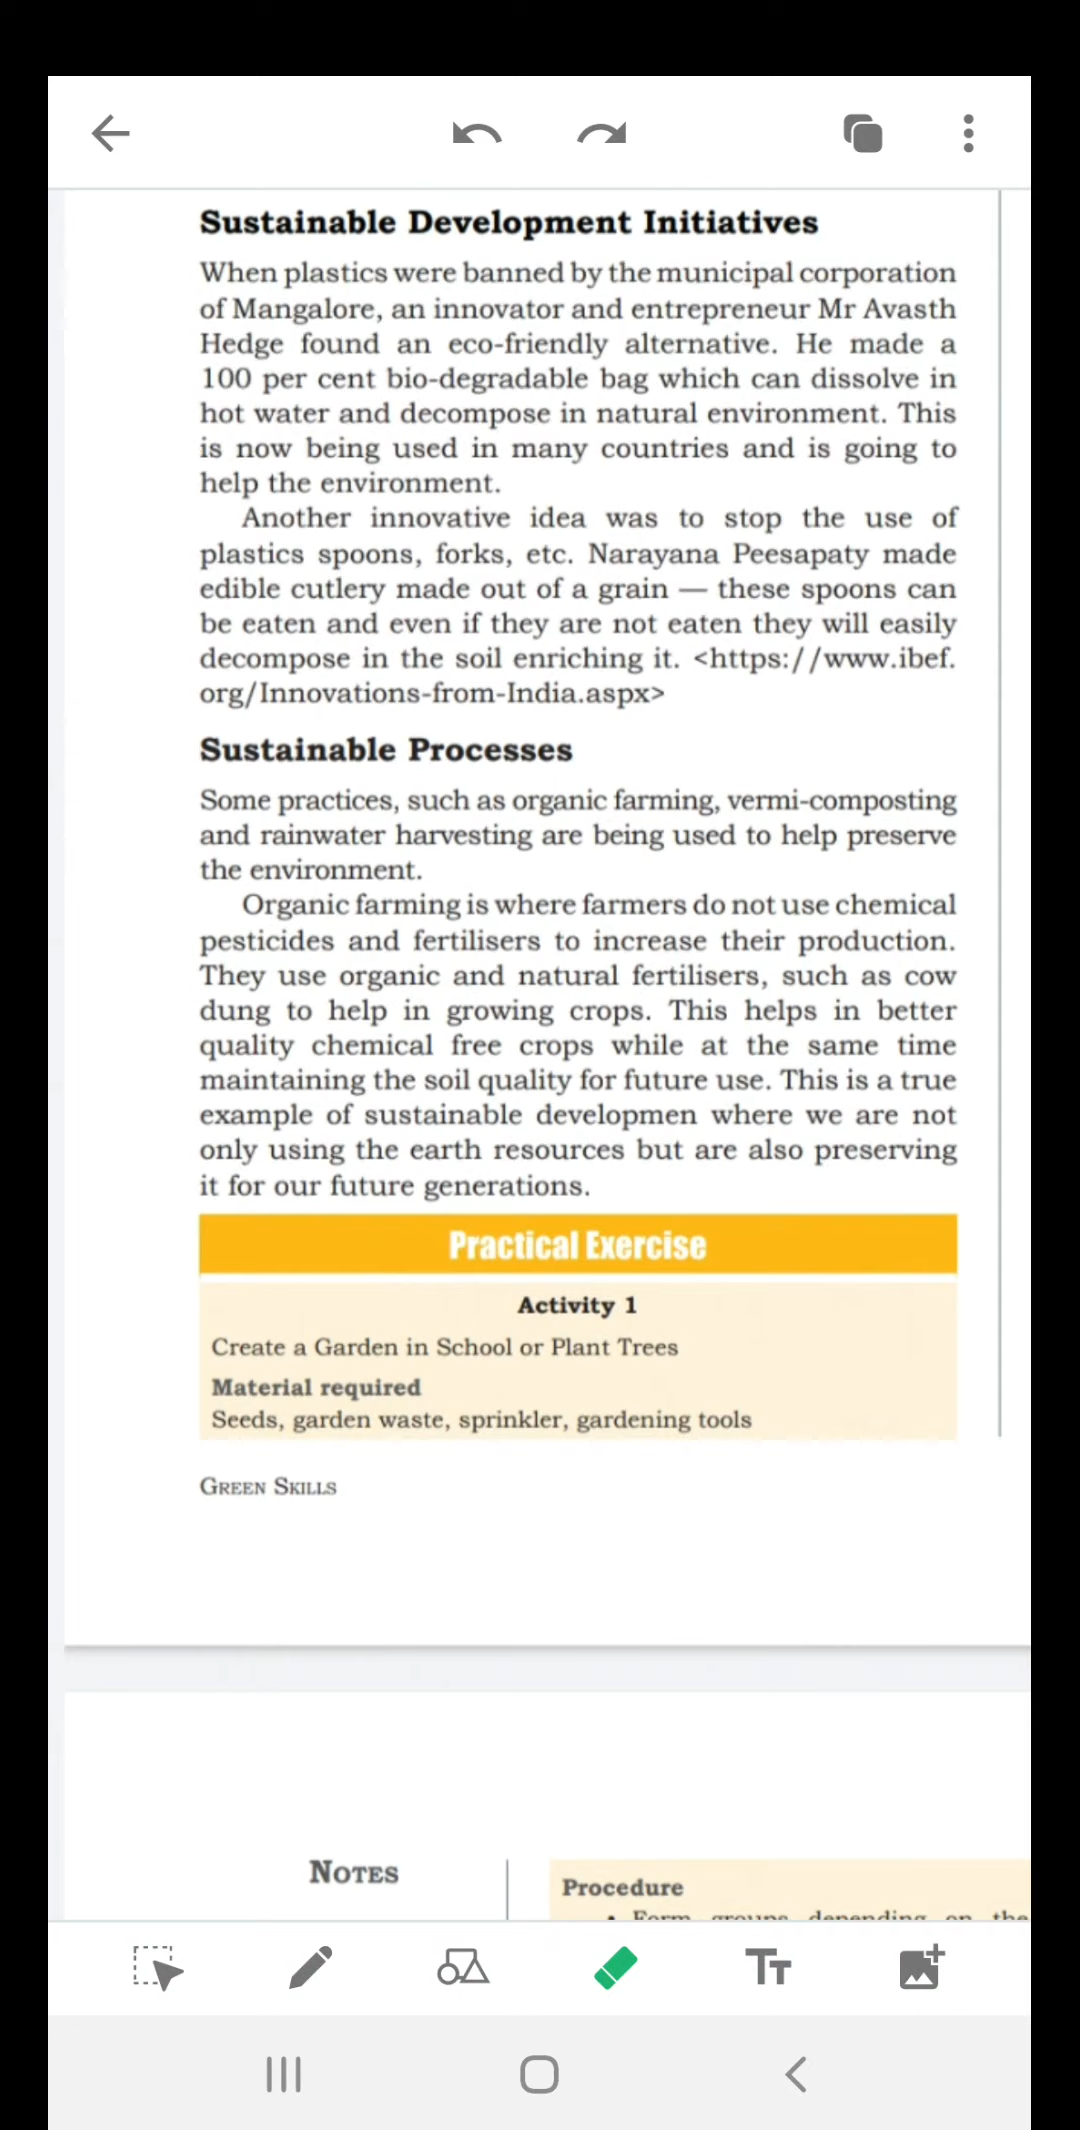 Sustainable Development Initiatives
When plastics were banned by the municipal corporation
of Mangalore, an innovator and entrepreneur Mr Avasth
Hedge found an eco-friendly alternative. He made a
100 per cent bio-degradable bag which can dissolve in
hot water and decompose in natural environment. This
is now being used in many countries and is going to
help the environment.
Another innovative idea was to stop the use of
plastics spoons, forks, etc. Narayana Peesapaty made
edible cutlery made out of a grain — these spoons can
be eaten and even if they are not eaten they will easily
decompose in the soil enriching it. <https://www.ibef.
org/Innovations-from-India.aspx>
Sustainable Processes
Some practices, such as organic farming, vermi-composting
and rainwater harvesting are being used to help preserve
the environment.
Organic farming is where farmers do not use chemical
pesticides and fertilisers to increase their production.
They use organic and natural fertilisers, such as cow
dung to help in growing crops. This helps in better
quality chemical free crops while at the same time
maintaining the soil quality for future use. This is a true
example of sustainable developmen where we are not
only using the earth resources but are also preserving
it for our future generations.
Practical Exercise
Activity 1
Create a Garden in School or Plant Trees
Material required
Seeds, garden waste, sprinkler, gardening tools
GREEN SKILLS
NOTES
Procedure
• Form groups depending on the
TT